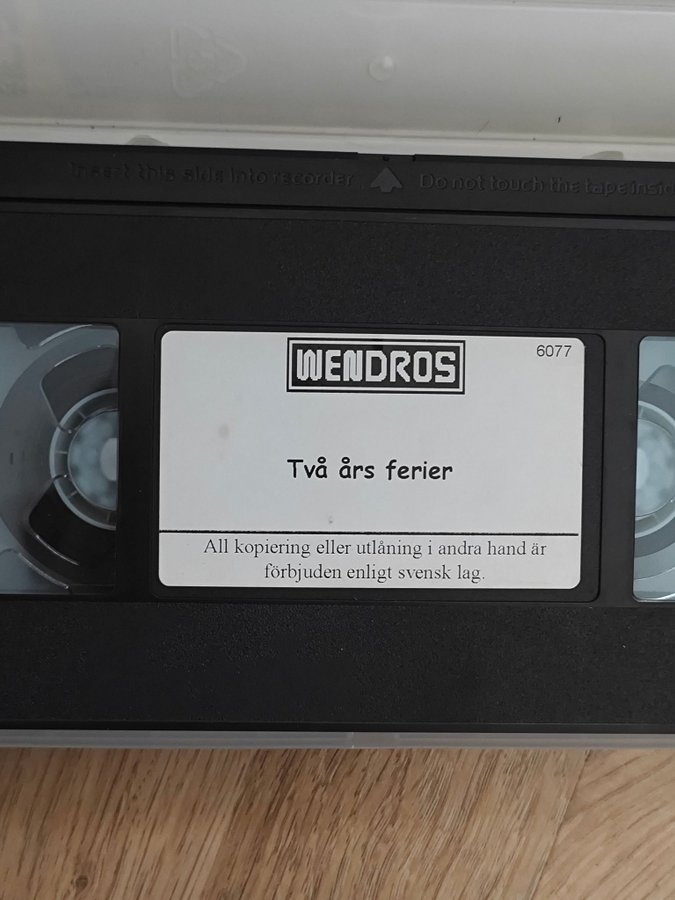 Insert this side into recorder Do not touch the tape inside
WENDROS
6077
Två års ferier
All kopiering eller utlåning i andra hand är
förbjuden enligt svensk lag.